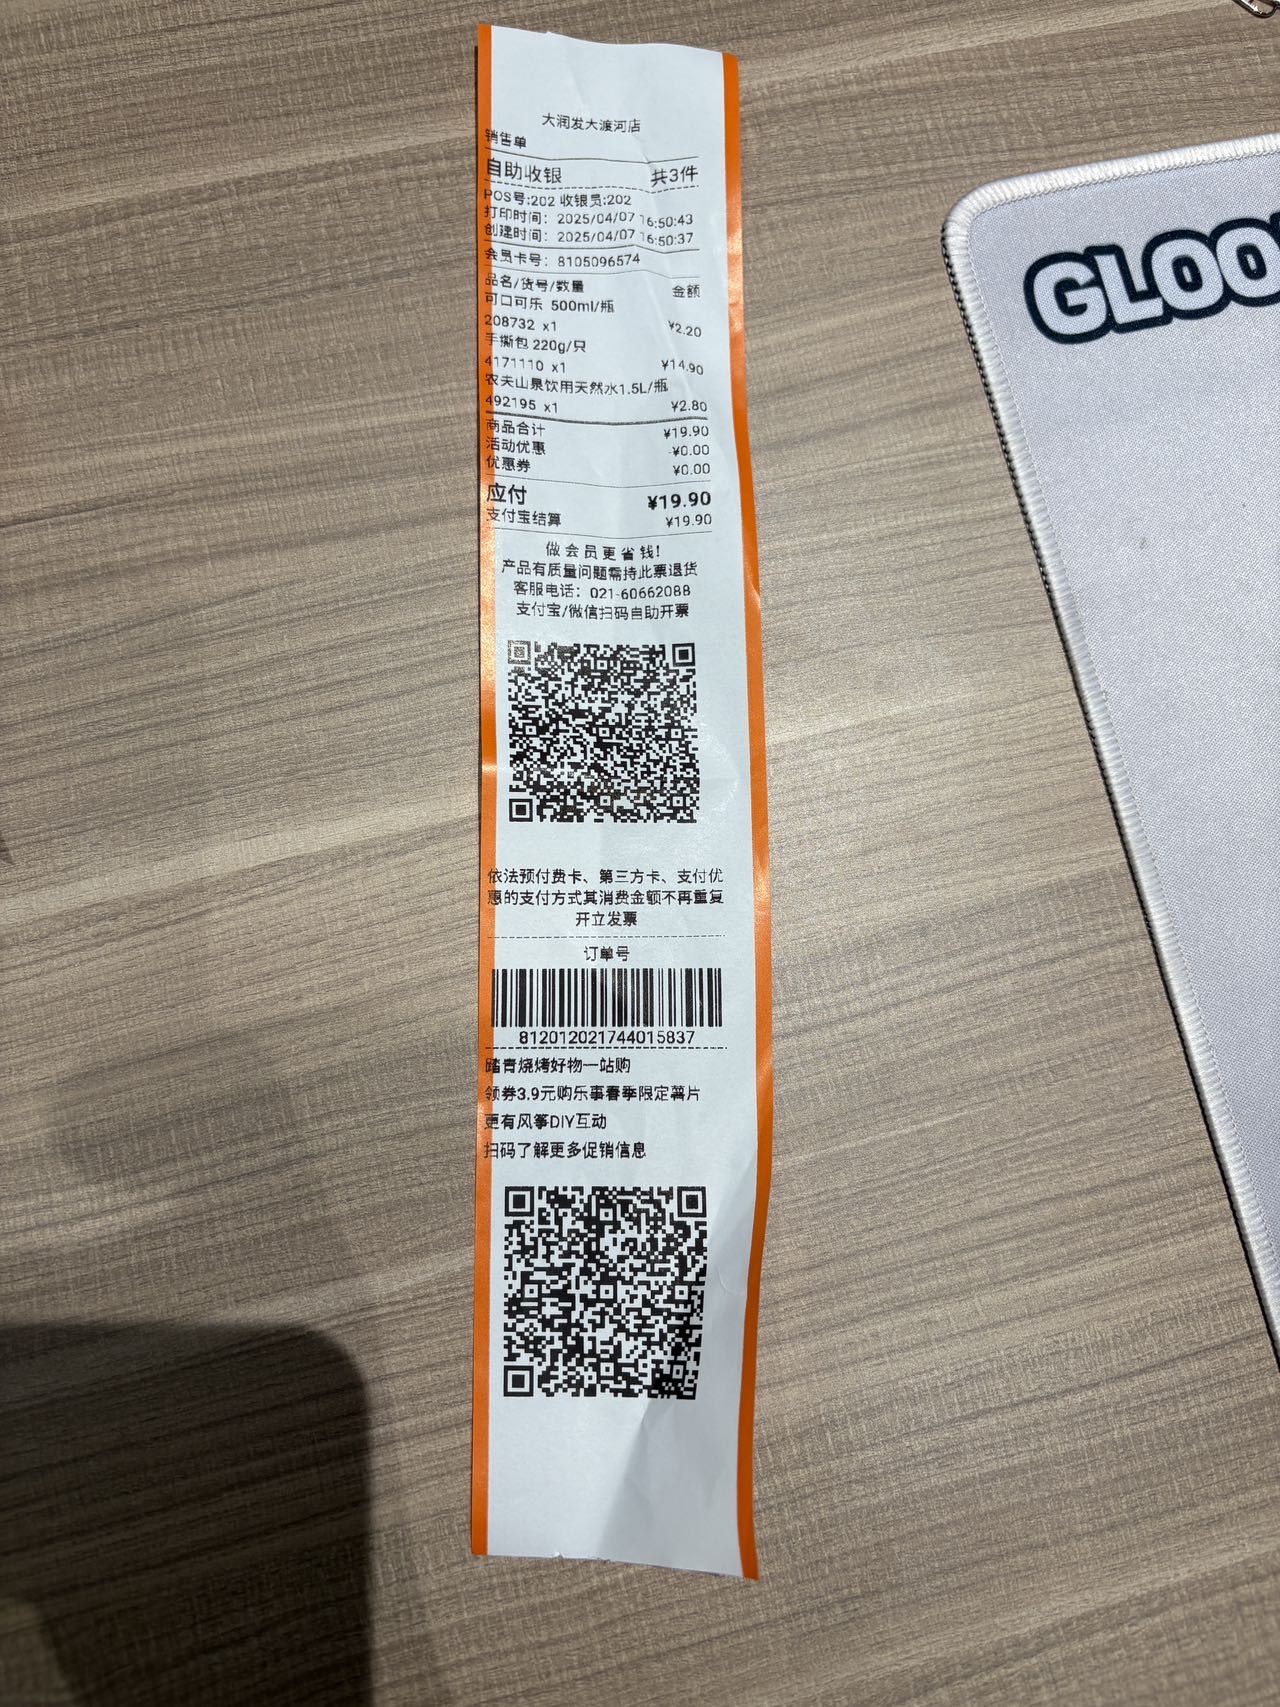 大润发大渡河店
销售单
自助收银 共3件
POS号:202 收银员:202
打印时间: 2025/04/07 16:50:43
创建时间: 2025/04/07 16:50:37
会员卡号: 8105096574
品名/货号/数量 金额
可口可乐 500ml/瓶
208732 x1 ¥2.20
手撕包 220g/只
4171110 x1 ¥14.90
农夫山泉饮用天然水1.5L/瓶
492195 x1 ¥2.80
商品合计 ¥19.90
活动优惠 -¥0.00
优惠券 ¥0.00
应付 ¥19.90
支付宝结算 ¥19.90
做会员更省钱!
产品有质量问题需持此票退货
客服电话: 021-60662088
支付宝/微信扫码自助开票
依法预付费卡、第三方卡、支付优
惠的支付方式其消费金额不再重复
开立发票
订单号
812012021744015837
踏青烧烤好物一站购
领券3.9元购乐事春季限定薯片
更有风筝DIY互动
扫码了解更多促销信息
GLOO